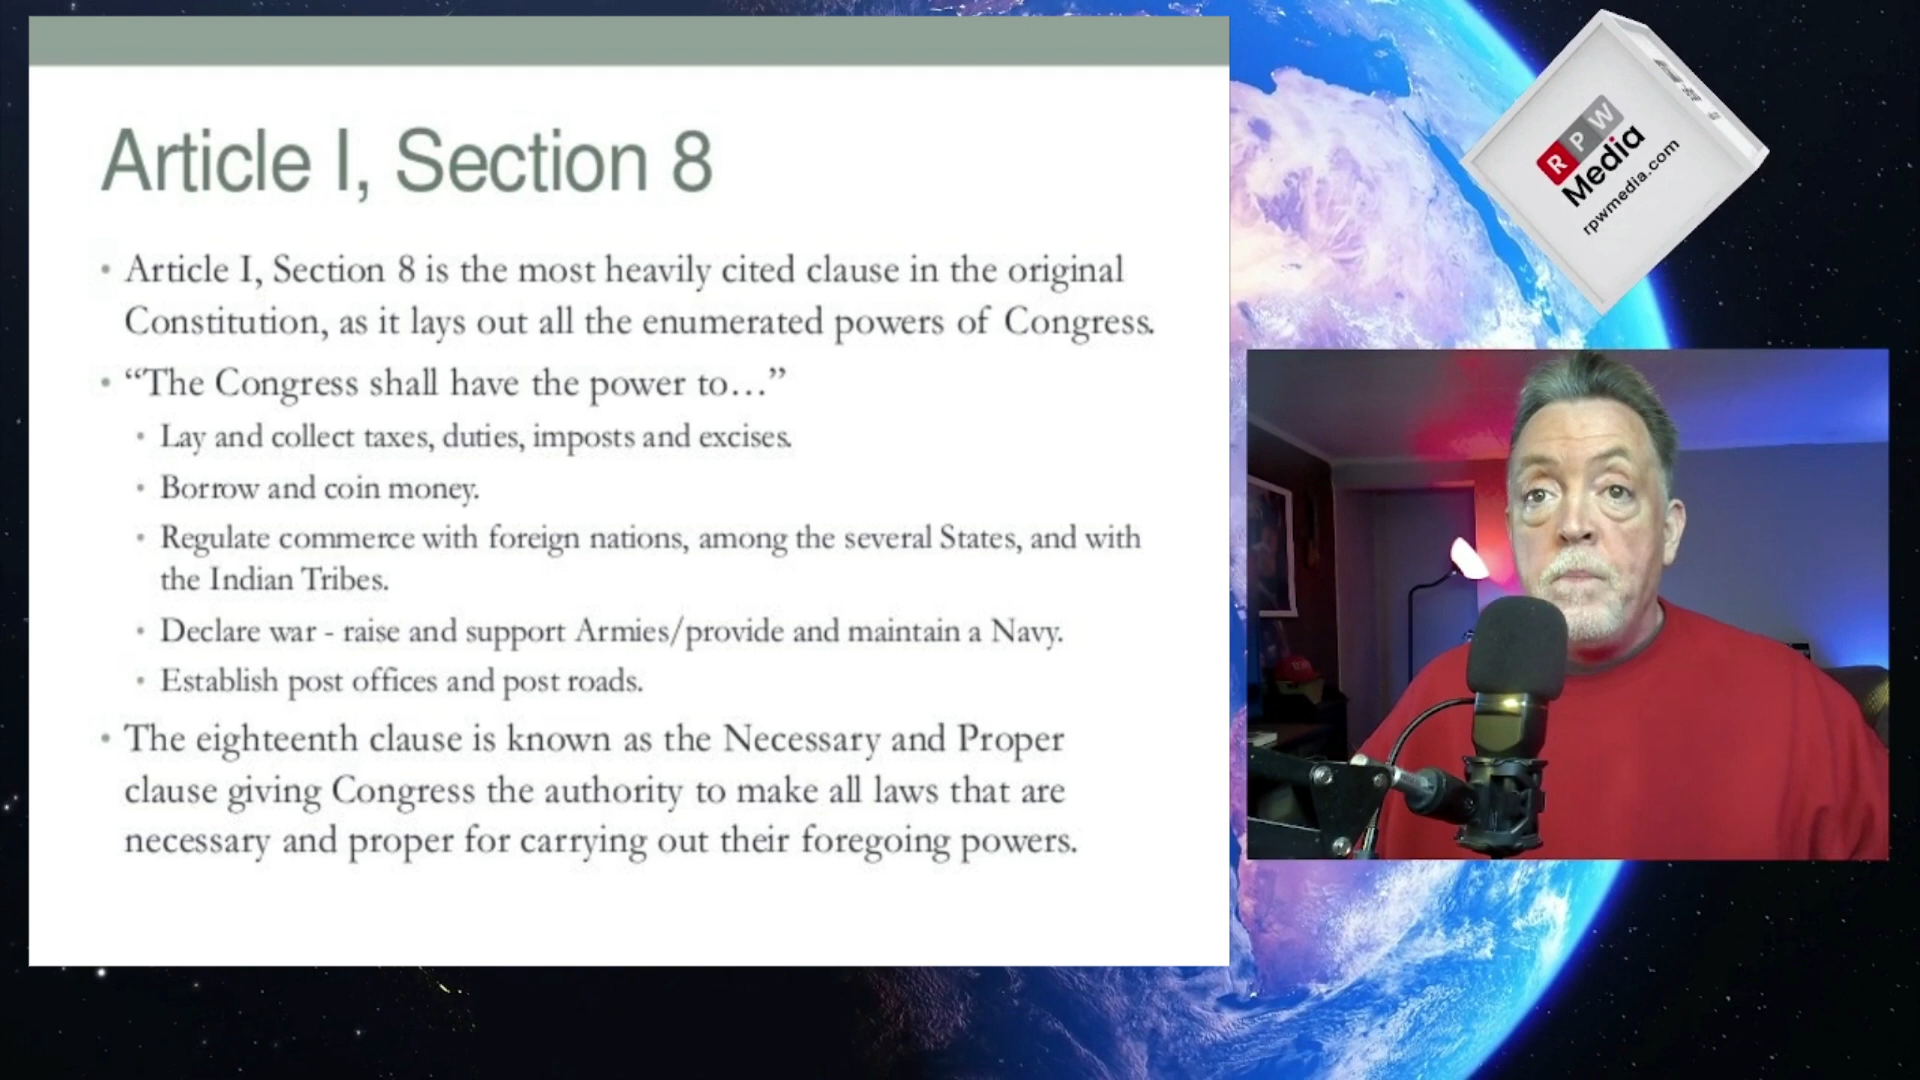 Article I, Section 8
• Article I, Section 8 is the most heavily cited clause in the original
Constitution, as it lays out all the enumerated powers of Congress.
• “The Congress shall have the power to…”
• Lay and collect taxes, duties, imposts and excises.
• Borrow and coin money.
• Regulate commerce with foreign nations, among the several States, and with
the Indian Tribes.
• Declare war - raise and support Armies/provide and maintain a Navy.
• Establish post offices and post roads.
• The eighteenth clause is known as the Necessary and Proper
clause giving Congress the authority to make all laws that are
necessary and proper for carrying out their foregoing powers.
RPW
Media
rpwmedia.com